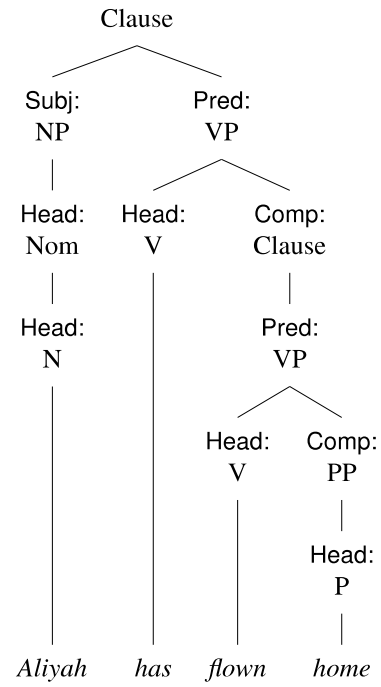 Clause
Subj: Pred:
NP VP
Head: Head: Comp:
Nom V Clause
Head: Pred:
N VP
Head: Comp:
V PP
Head:
P
Aliyah has flown home